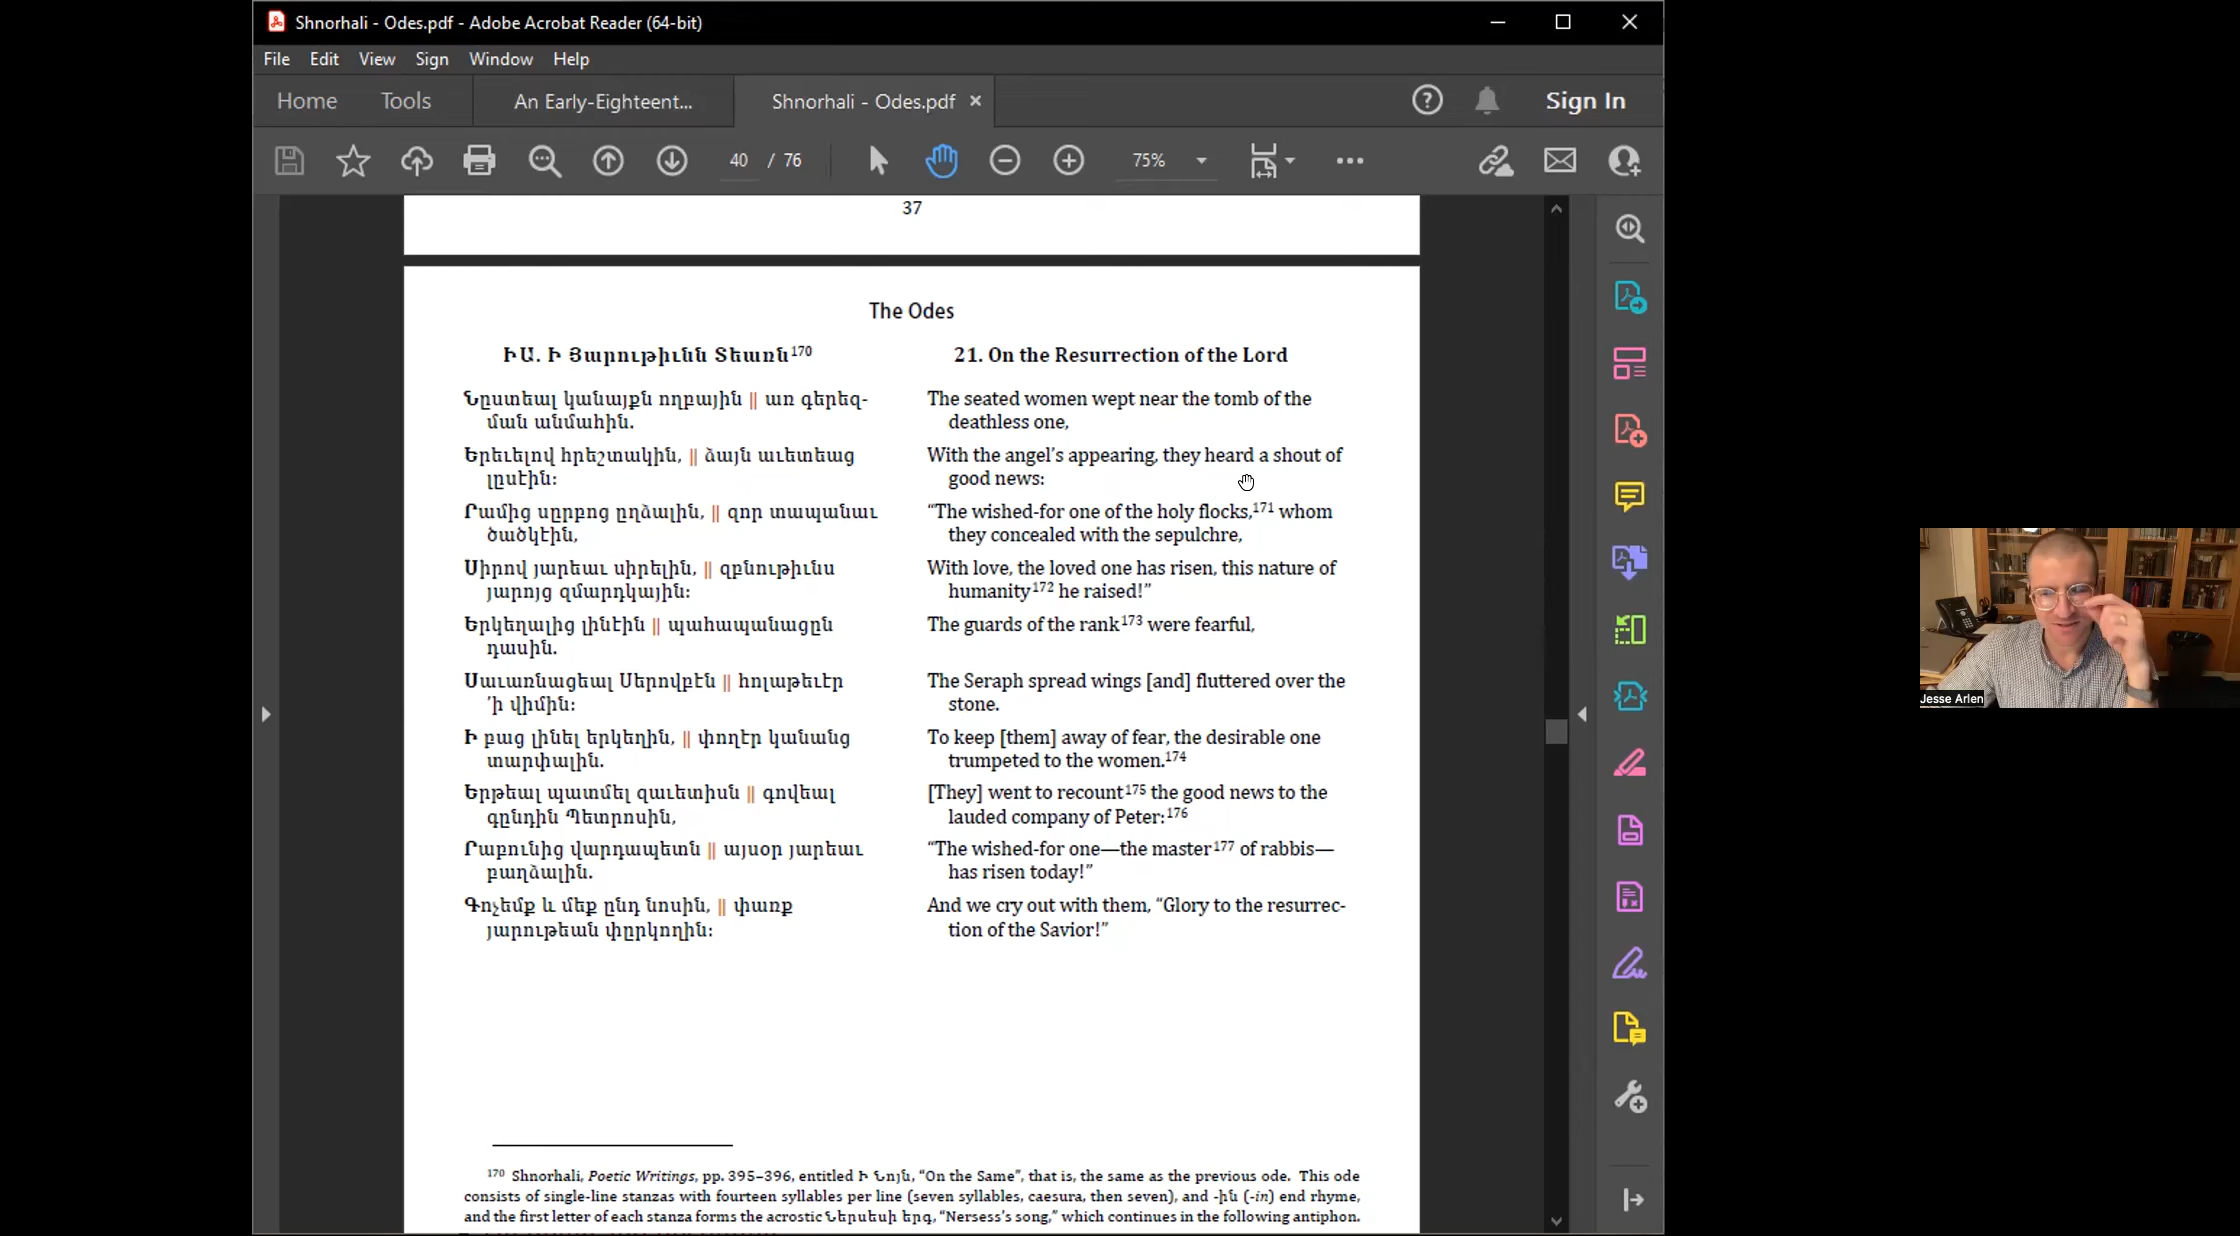 Shnorhali - Odes.pdf - Adobe Acrobat Reader (64-bit)
File Edit View Sign Window Help
Home Tools An Early-Eighteent... Shnorhali - Odes.pdf × Sign In
40 / 76 75%
37
The Odes
ԻԱ. Ի Յարութիւնն Տեառն170
Նըստեալ կանայքն ողբային || առ գերեզ-
ման անմահին.
Երեւելով հրեշտակին, || ձայն աւետեաց
լըսէին:
Րամից սըրբոց ըղձալին, || զոր տապանաւ
ծածկէին,
Սիրով յարեաւ սիրելին, || զբնութիւնս
յարոյց զմարդկային:
Երկեղալից լինէին || պահապանացըն
դասին.
Սաւառնացեալ Սերովբէն || հոլաթեւէր
՚ի վիմին:
Ի բաց լինել երկեղին, || փողէր կանանց
տարփալին.
Երթեալ պատմել զաւետիսն || գովեալ
գընդին Պետրոսին,
Րաբունից վարդապետն || այսօր յարեաւ
բաղձալին.
Գոչեմք և մեք ընդ նոսին, || փառք
յարութեան փըրկողին:
21. On the Resurrection of the Lord
The seated women wept near the tomb of the
deathless one,
With the angel’s appearing, they heard a shout of
good news:
“The wished-for one of the holy flocks,171 whom
they concealed with the sepulchre,
With love, the loved one has risen, this nature of
humanity172 he raised!”
The guards of the rank173 were fearful,
The Seraph spread wings [and] fluttered over the
stone.
To keep [them] away of fear, the desirable one
trumpeted to the women.174
[They] went to recount175 the good news to the
lauded company of Peter:176
“The wished-for one—the master177 of rabbis—
has risen today!”
And we cry out with them, “Glory to the resurrec-
tion of the Savior!”
170 Shnorhali, Poetic Writings, pp. 395–396, entitled Ի Նոյն, “On the Same”, that is, the same as the previous ode. This ode
consists of single-line stanzas with fourteen syllables per line (seven syllables, caesura, then seven), and -ին (-in) end rhyme,
and the first letter of each stanza forms the acrostic Ներսեսի երգ, “Nersess’s song,” which continues in the following antiphon.
Jesse Arlen